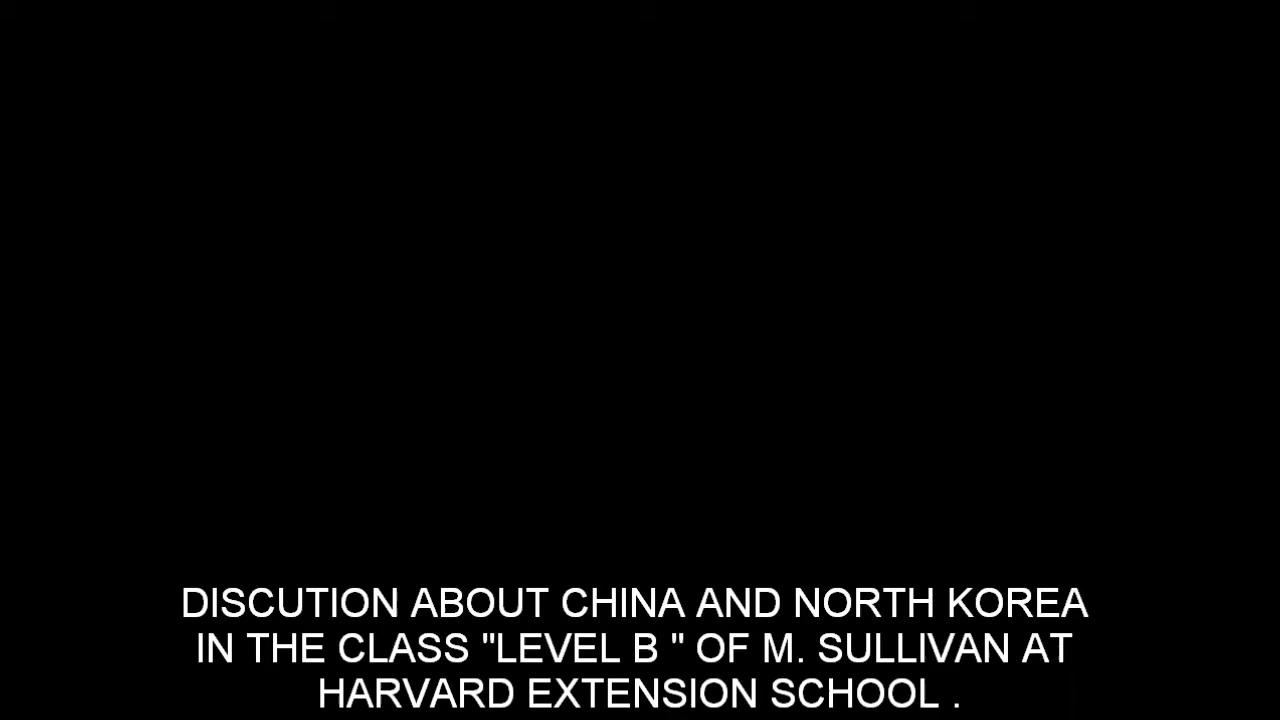 DISCUTION ABOUT CHINA AND NORTH KOREA
IN THE CLASS "LEVEL B " OF M. SULLIVAN AT
HARVARD EXTENSION SCHOOL .